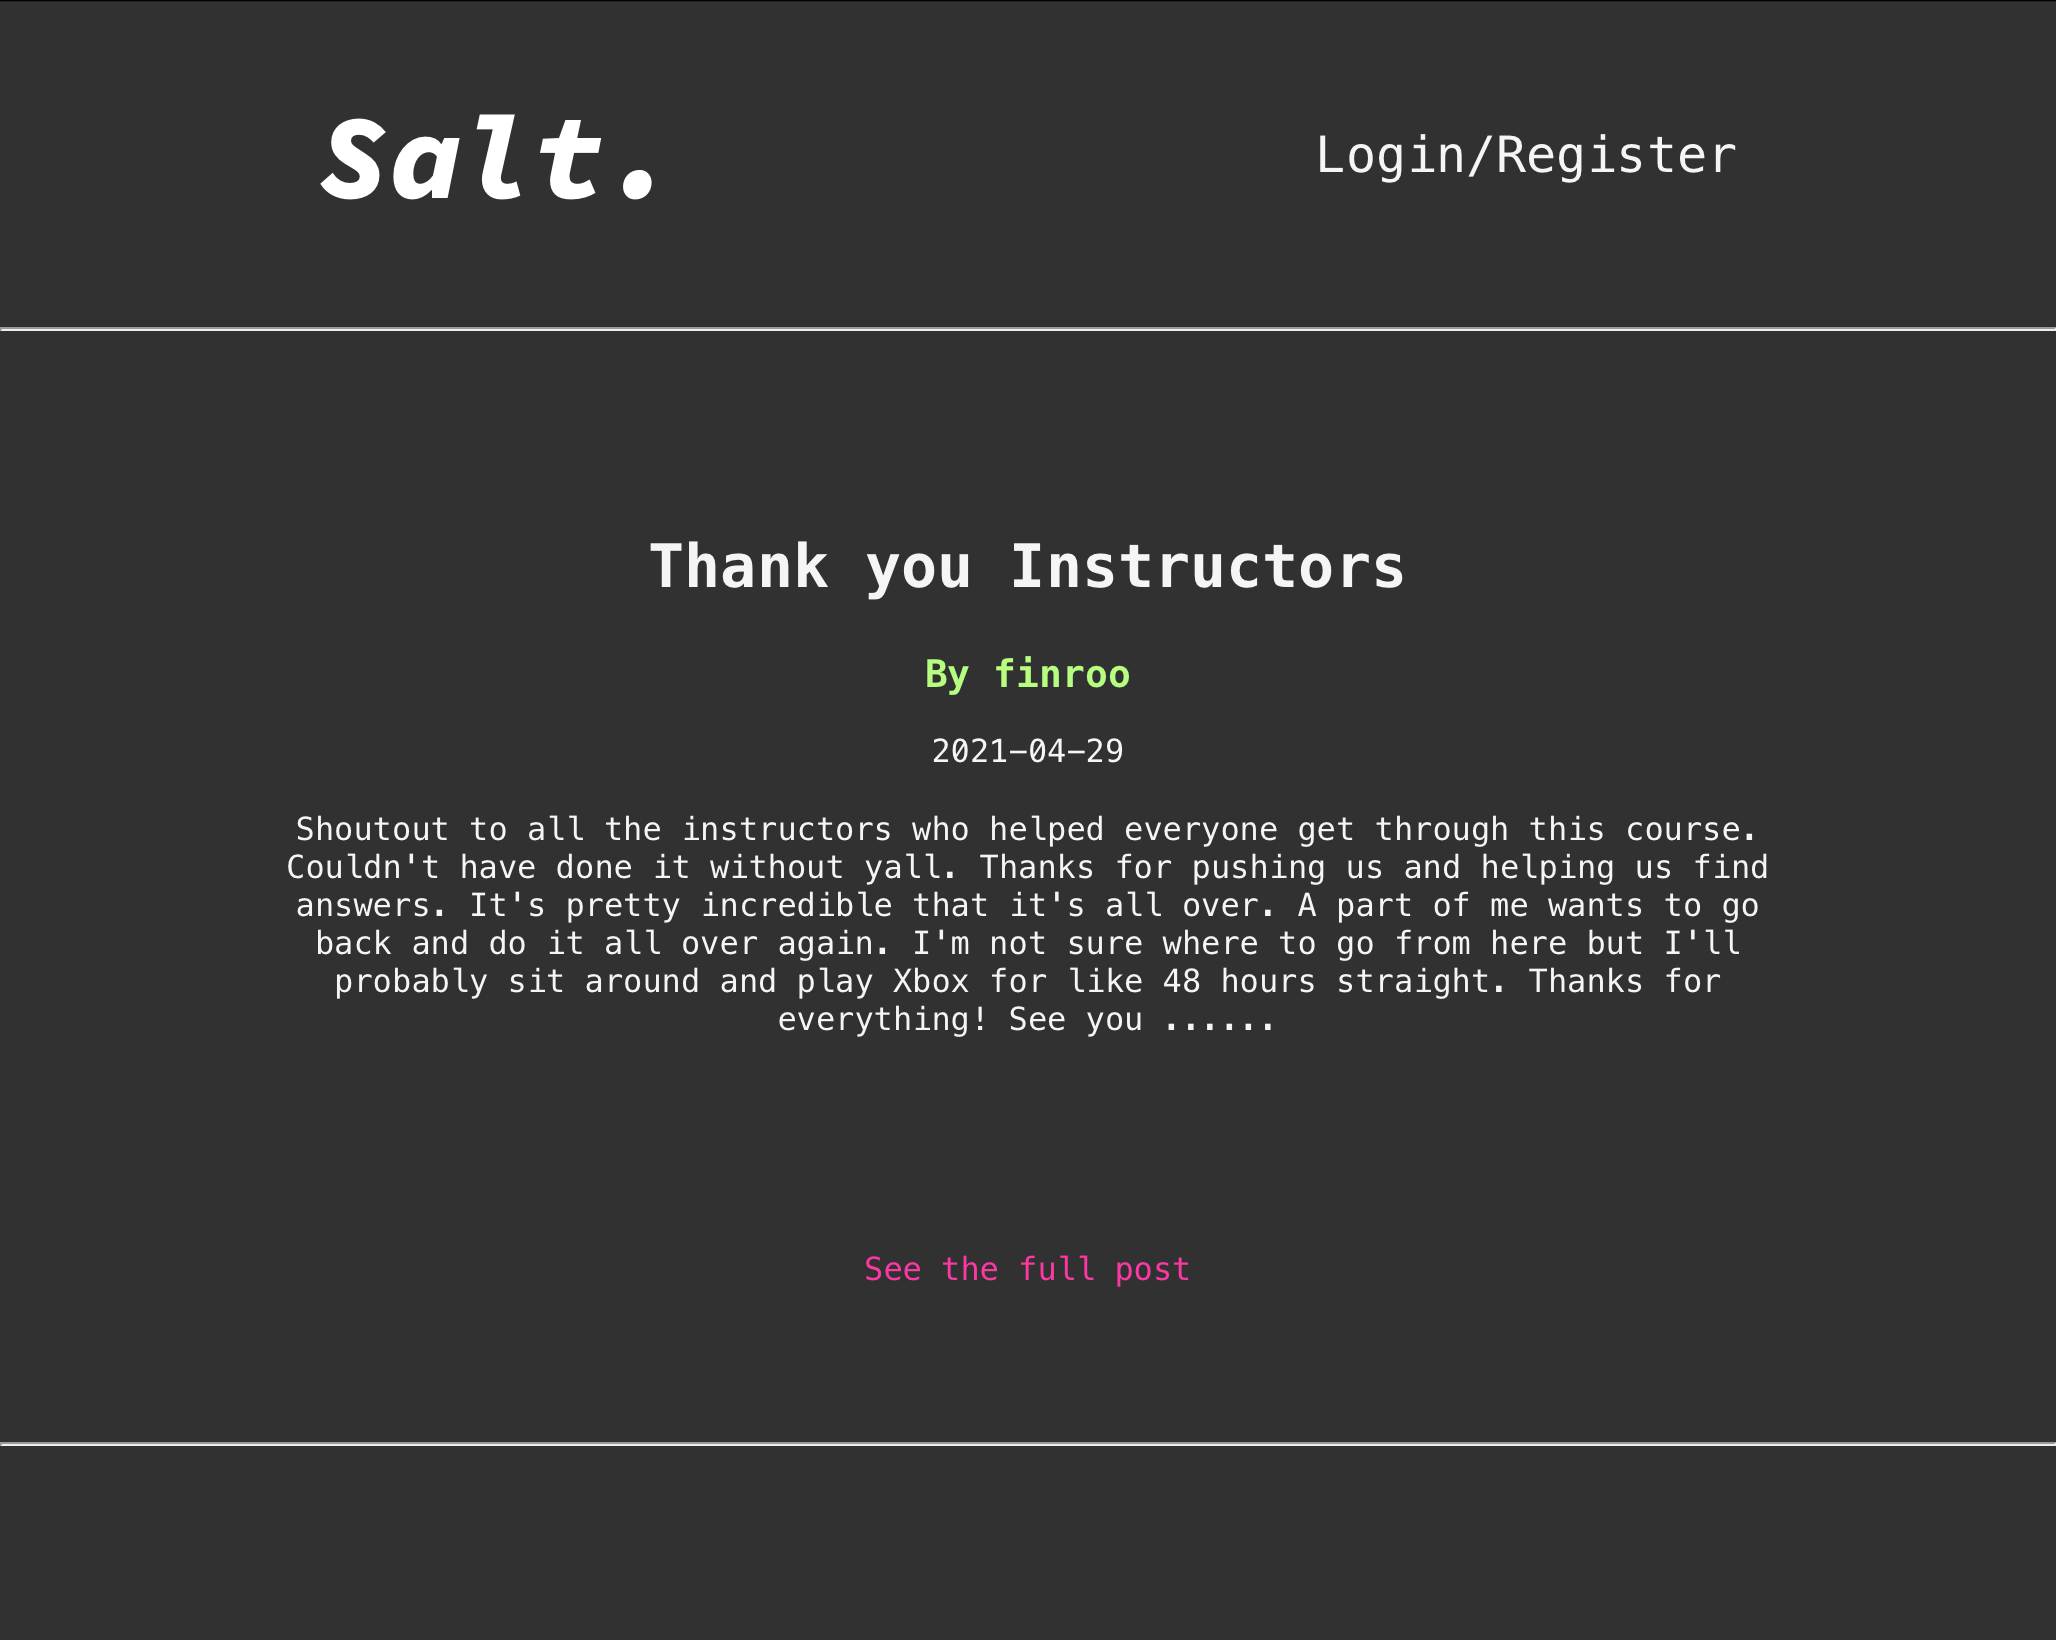 Salt.
Login/Register
Thank you Instructors
By finroo
2021-04-29
Shoutout to all the instructors who helped everyone get through this course.
Couldn't have done it without yall. Thanks for pushing us and helping us find
answers. It's pretty incredible that it's all over. A part of me wants to go
back and do it all over again. I'm not sure where to go from here but I'll
probably sit around and play Xbox for like 48 hours straight. Thanks for
everything! See you ......
See the full post